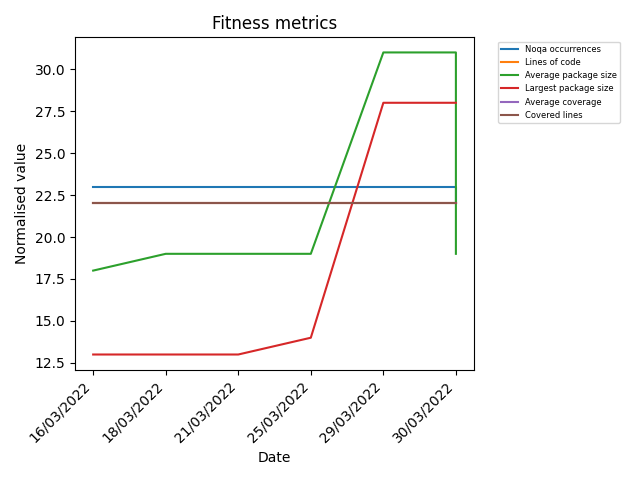 Fitness metrics
Noqa occurrences
Lines of code
Average package size
Largest package size
Average coverage
Covered lines
30.0
27.5
25.0
22.5
20.0
17.5
15.0
12.5
Normalised value
16/03/2022
18/03/2022
21/03/2022
25/03/2022
29/03/2022
30/03/2022
Date